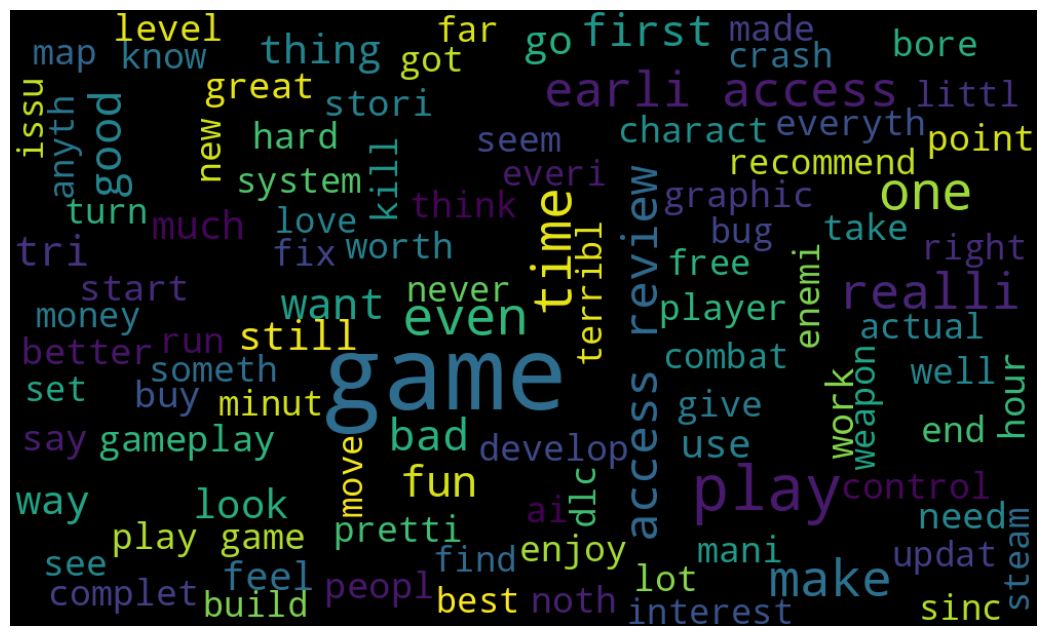 level
far
first
made
map
know
thing
got
go
crash
bore
issu
anyth
good
new
great
stori
earli access
littl
hard
seem
charact
everyth
point
system
kill
everi
recommend
turn
much
love
think
time
review
graphic
one
tri
fix
worth
terribl
bug
take
right
start
want
never
free
enemi
realli
money
still
even
player
actual
better
run
someth
game
access review
combat
work
weapon
well
set
buy
minut
give
hour
say
gameplay
bad
develop
use
end
move
fun
dlc
play
control
way
look
pretti
ai
need
play game
find
enjoy
mani
updat
steam
see
feel
peopl
lot
make
complet
build
best
noth
interest
sinc